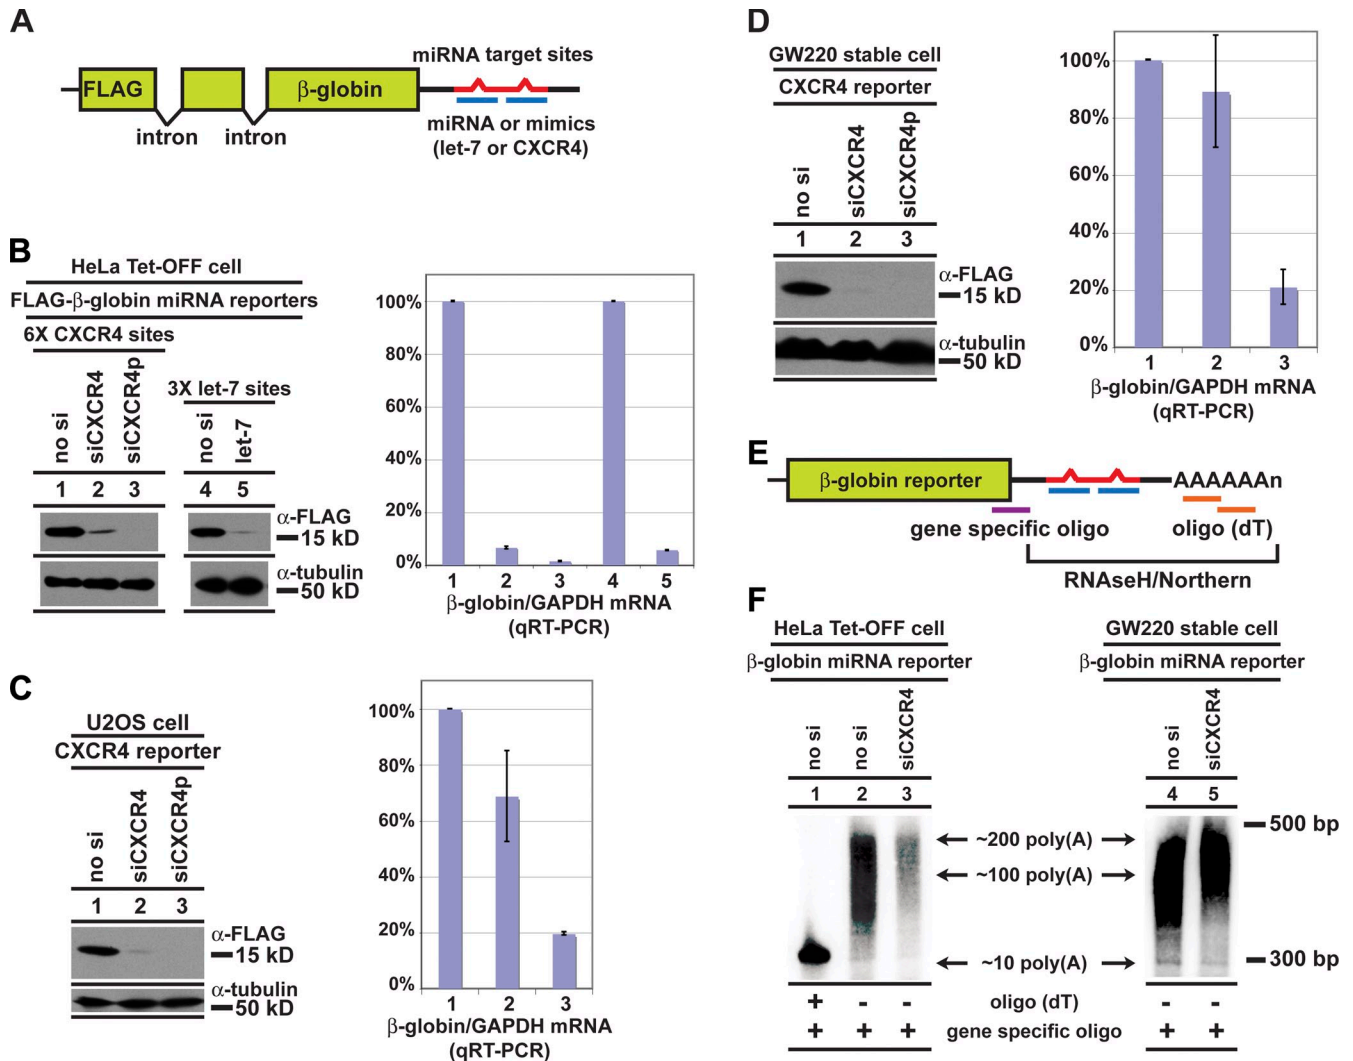 A
FLAG
β-globin
intron
intron
miRNA target sites
miRNA or mimics
(let-7 or CXCR4)
B
HeLa Tet-OFF cell
FLAG-β-globin miRNA reporters
6X CXCR4 sites
3X let-7 sites
no si
siCXCR4
siCXCR4p
no si
let-7
1 2 3 4 5
α-FLAG
15 kD
α-tubulin
50 kD
100%
80%
60%
40%
20%
0%
1 2 3 4 5
β-globin/GAPDH mRNA
(qRT-PCR)
C
U2OS cell
CXCR4 reporter
no si
siCXCR4
siCXCR4p
1 2 3
α-FLAG
15 kD
α-tubulin
50 kD
100%
80%
60%
40%
20%
0%
1 2 3
β-globin/GAPDH mRNA
(qRT-PCR)
D
GW220 stable cell
CXCR4 reporter
no si
siCXCR4
siCXCR4p
1 2 3
α-FLAG
15 kD
α-tubulin
50 kD
100%
80%
60%
40%
20%
0%
1 2 3
β-globin/GAPDH mRNA
(qRT-PCR)
E
β-globin reporter
AAAAAAn
gene specific oligo
oligo (dT)
RNAseH/Northern
F
HeLa Tet-OFF cell
β-globin miRNA reporter
no si
no si
siCXCR4
1 2 3
GW220 stable cell
β-globin miRNA reporter
no si
siCXCR4
4 5
~200 poly(A)
~100 poly(A)
~10 poly(A)
500 bp
300 bp
+ - - oligo (dT) - -
+ + + gene specific oligo + +